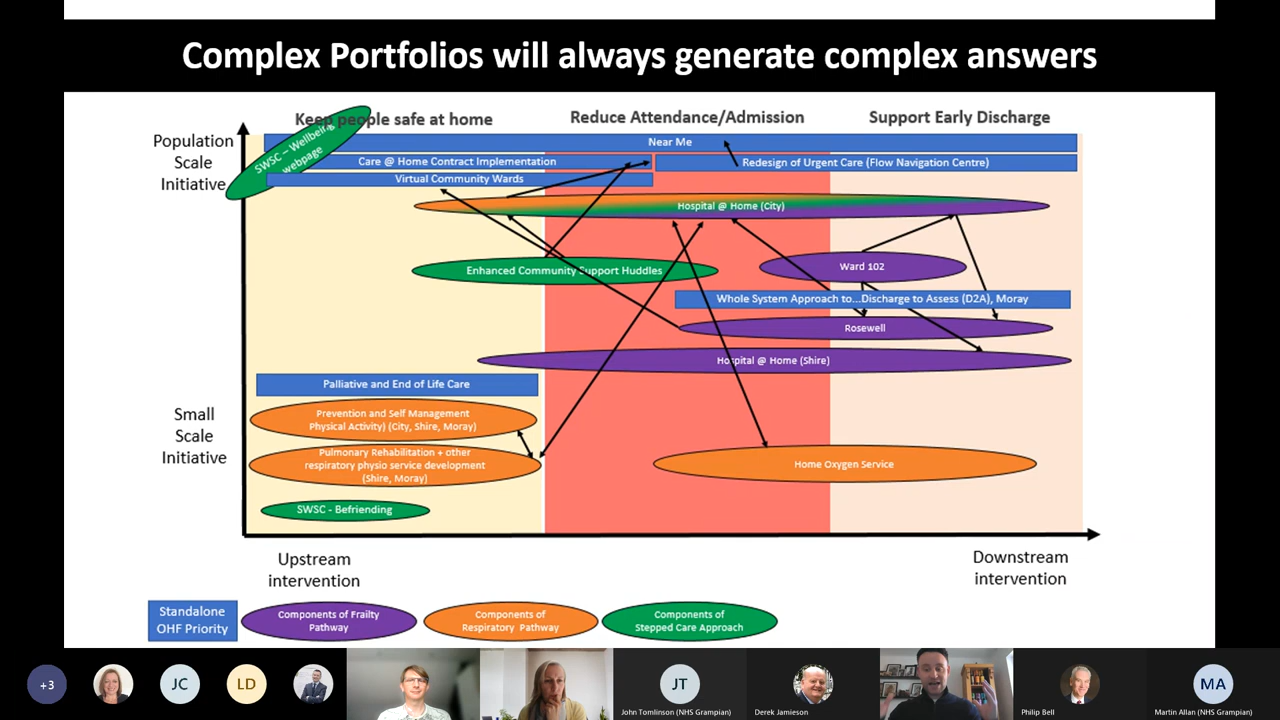 Complex Portfolios will always generate complex answers
Keep people safe at home
Reduce Attendance/Admission
Support Early Discharge
Population
Scale
Initiative
SWSC – Wellbeing
webpage
Near Me
Care @ Home Contract Implementation
Redesign of Urgent Care (Flow Navigation Centre)
Virtual Community Wards
Hospital @ Home (City)
Enhanced Community Support Huddles
Ward 102
Whole System Approach to...Discharge to Assess (D2A), Moray
Rosewell
Hospital @ Home (Shire)
Palliative and End of Life Care
Small
Scale
Initiative
Prevention and Self Management
Physical Activity) (City, Shire, Moray)
Pulmonary Rehabilitation + other
respiratory physio service development
(Shire, Moray)
Home Oxygen Service
SWSC - Befriending
Upstream
intervention
Downstream
intervention
Standalone
OHF Priority
Components of Frailty
Pathway
Components of
Respiratory Pathway
Components of
Stepped Care Approach
+3
JC
LD
JT
MA
John Tomlinson (NHS Grampian)
Derek Jamieson
Philip Bell
Martin Allan (NHS Grampian)